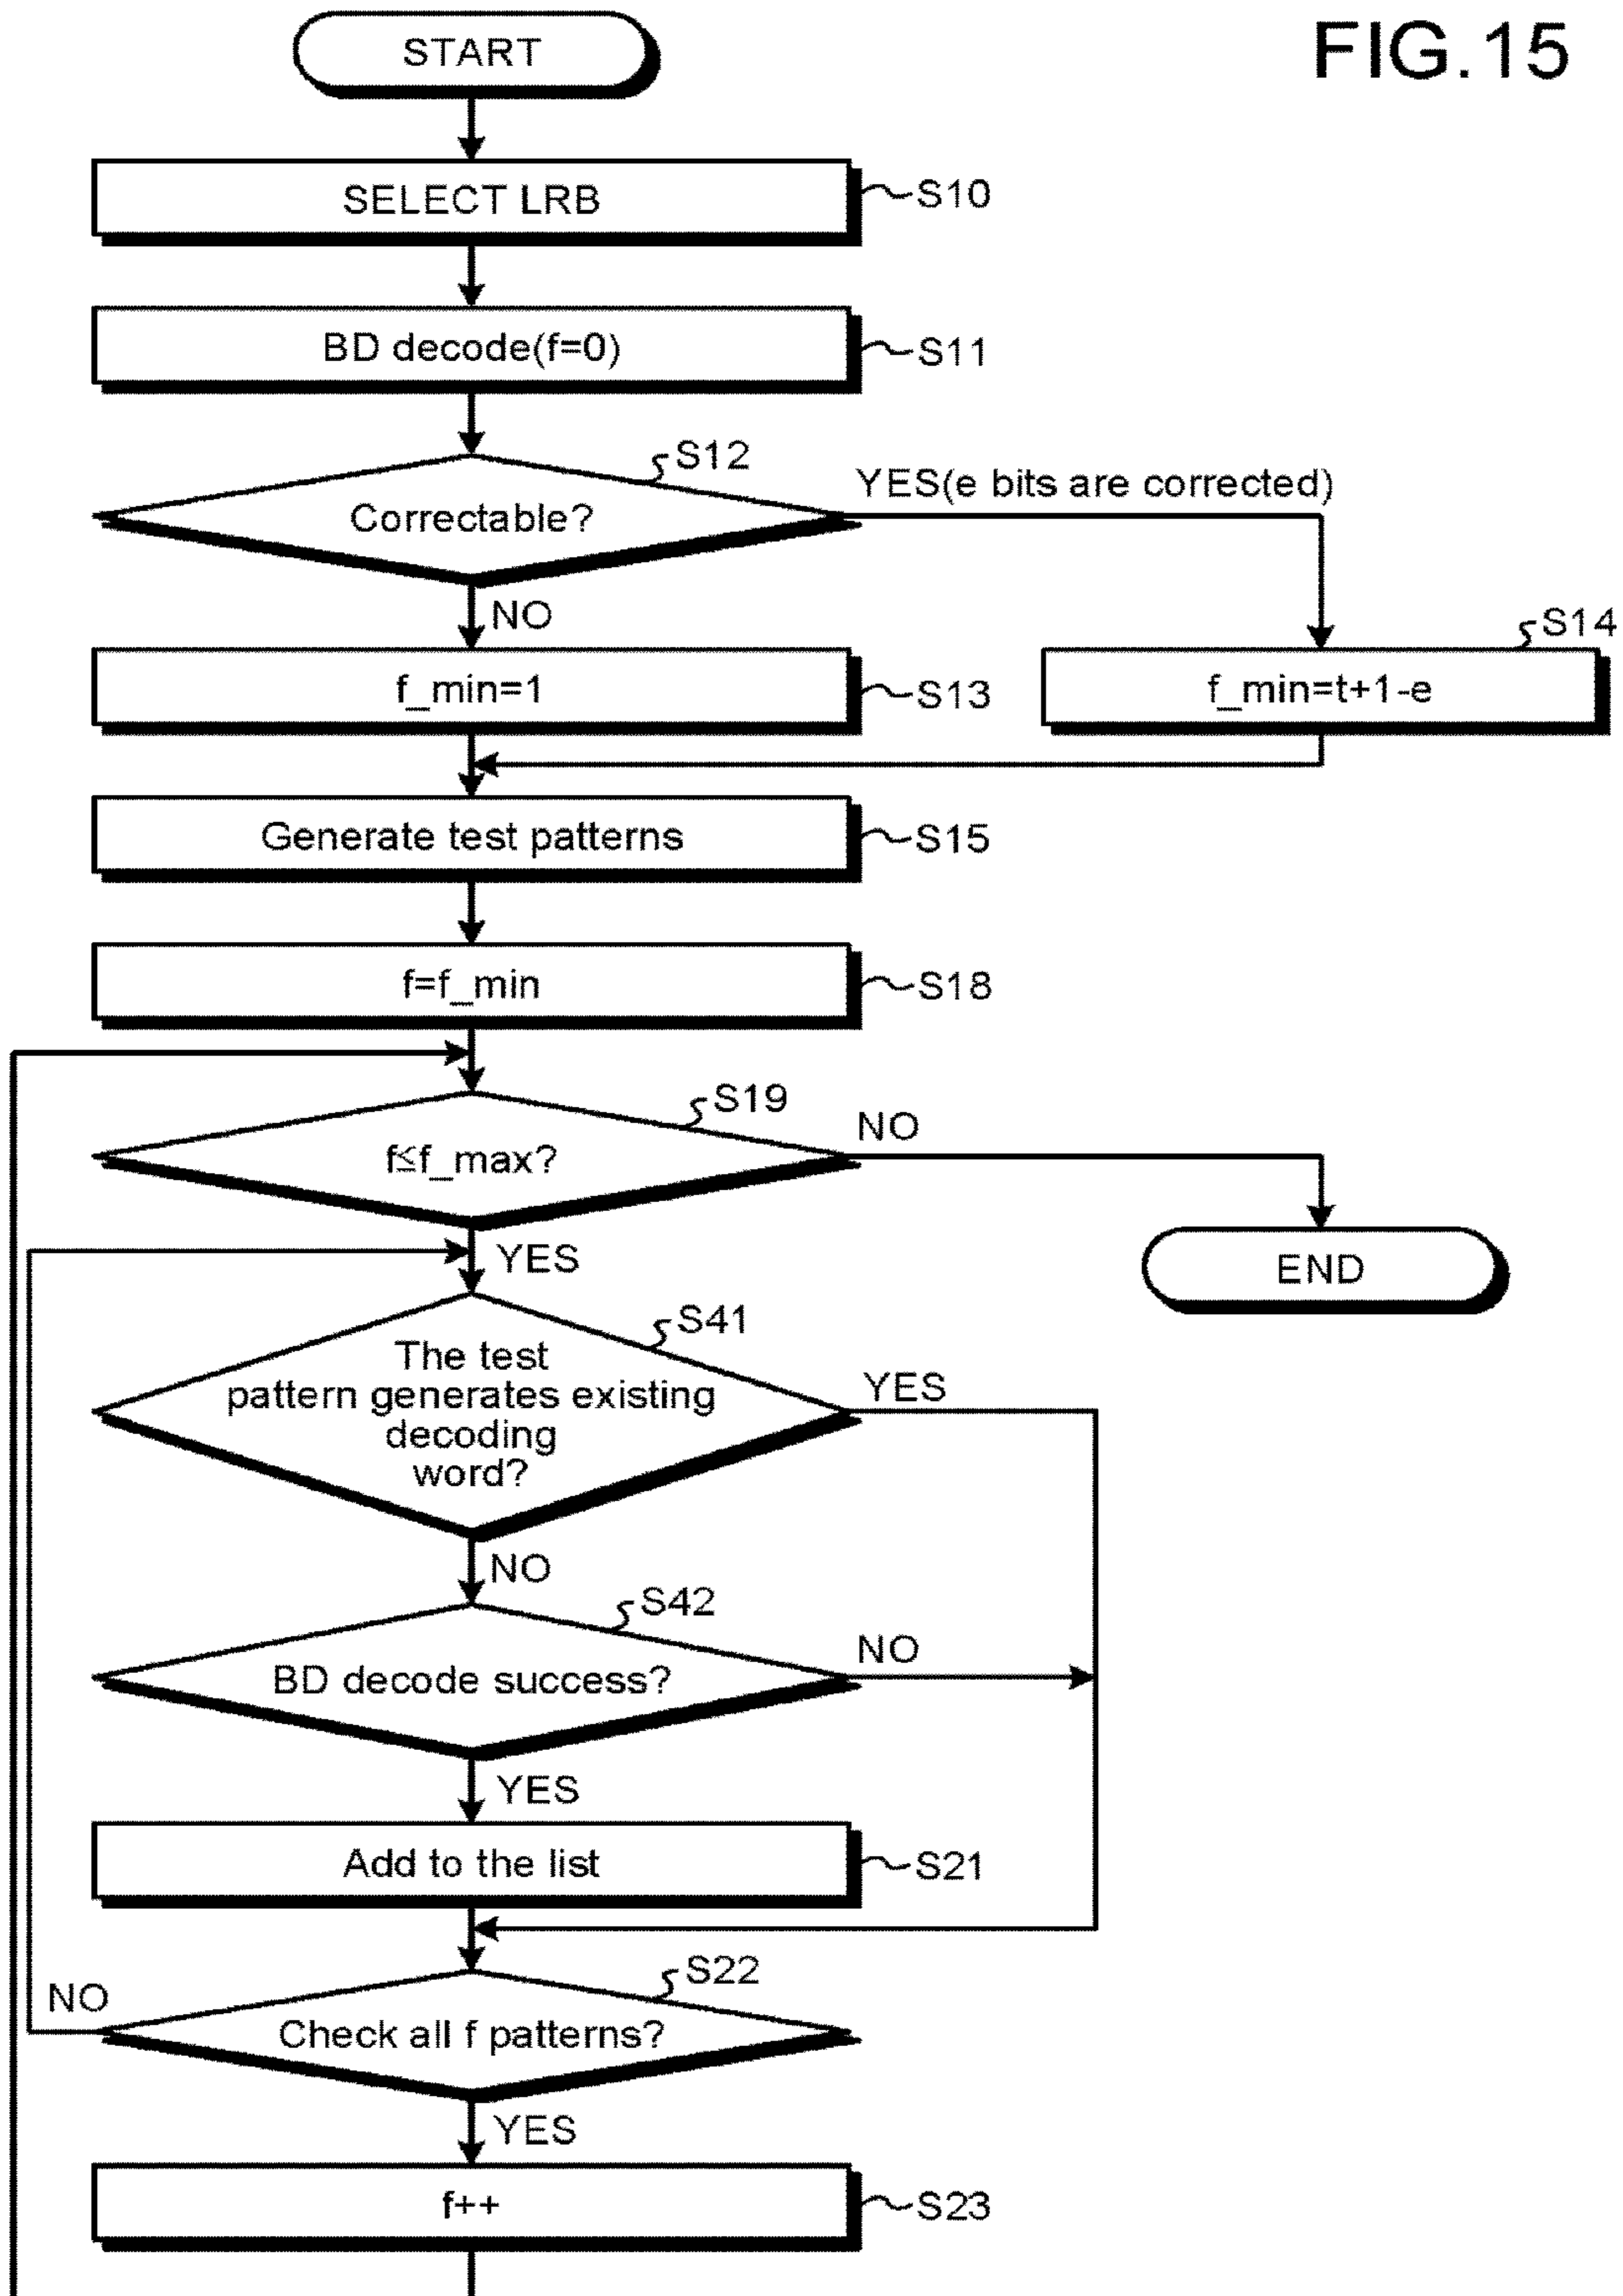 FIG.15
START
SELECT LRB
S10
BD decode(f=0)
S11
S12
YES(e bits are corrected)
Correctable?
NO
S14
f_min=1
S13
f_min=t+1-e
Generate test patterns
S15
f=f_min
S18
S19
NO
f≦f_max?
YES
END
S41
The test
pattern generates existing
decoding
word?
YES
NO
S42
NO
BD decode success?
YES
Add to the list
S21
S22
NO
Check all f patterns?
YES
f++
S23